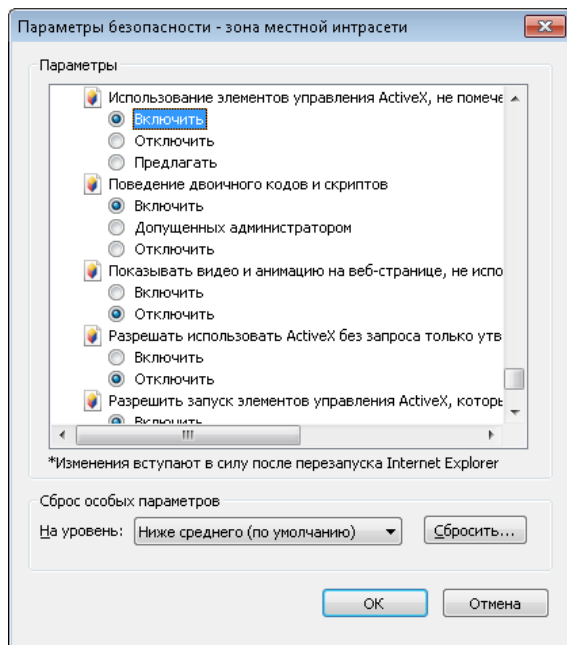 Параметры безопасности - зона местной интрасети
Параметры
Использование элементов управления ActiveX, не помече
Включить
Отключить
Предлагать
Поведение двоичного кодов и скриптов
Включить
Допущенных администратором
Отключить
Показывать видео и анимацию на веб-странице, не испо
Включить
Отключить
Разрешать использовать ActiveX без запроса только утв
Включить
Отключить
Разрешить запуск элементов управления ActiveX, которы
Включить
*Изменения вступают в силу после перезапуска Internet Explorer
Сброс особых параметров
На уровень: Ниже среднего (по умолчанию) Сбросить...
ОК Отмена